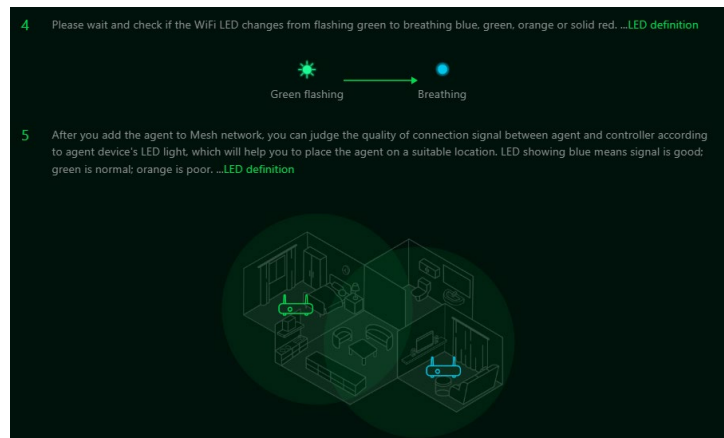 4 Please wait and check if the WiFi LED changes from flashing green to breathing blue, green, orange or solid red. ...LED definition
Green flashing Breathing
5 After you add the agent to Mesh network, you can judge the quality of connection signal between agent and controller according
to agent device's LED light, which will help you to place the agent on a suitable location. LED showing blue means signal is good;
green is normal; orange is poor. ...LED definition